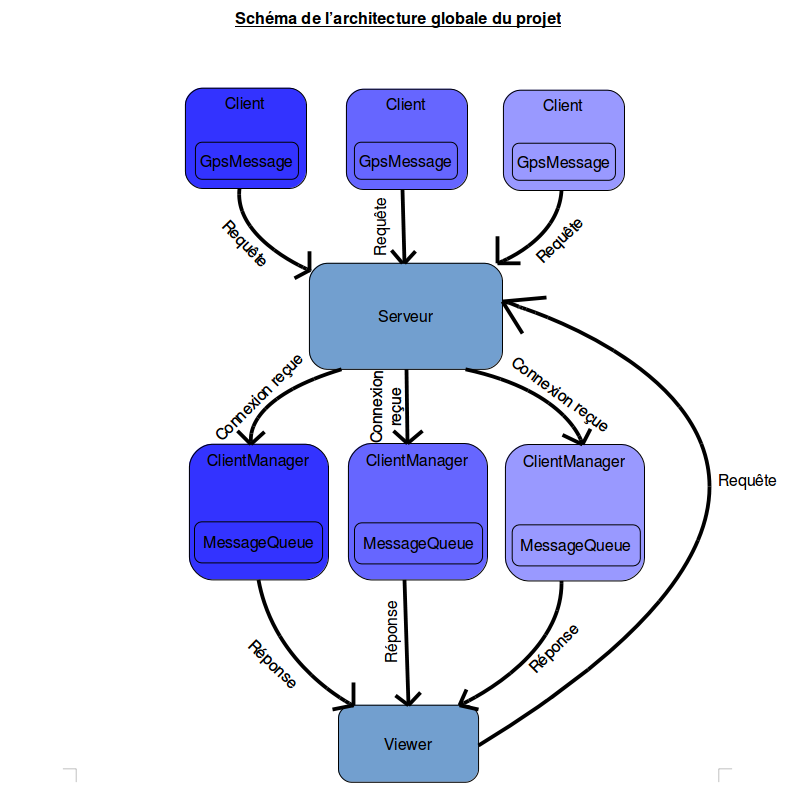 Schéma de l'architecture globale du projet
Client
Client
Client
GpsMessage
GpsMessage
GpsMessage
Requête
Requête
Requête
Serveur
Connexion reçue
Connexion
reçue
Connexion reçue
ClientManager
ClientManager
ClientManager
Requête
MessageQueue
MessageQueue
MessageQueue
Réponse
Réponse
Réponse
Viewer